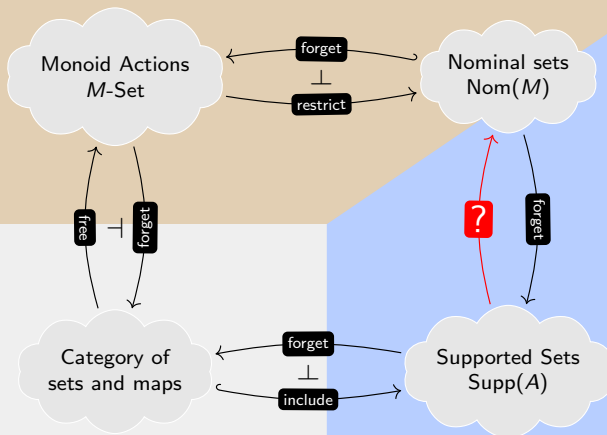 forget
Monoid Actions
M-Set
⊥
Nominal sets
Nom(M)
restrict
free
⊣
forget
?
forget
forget
Category of
sets and maps
⊥
Supported Sets
Supp(A)
include